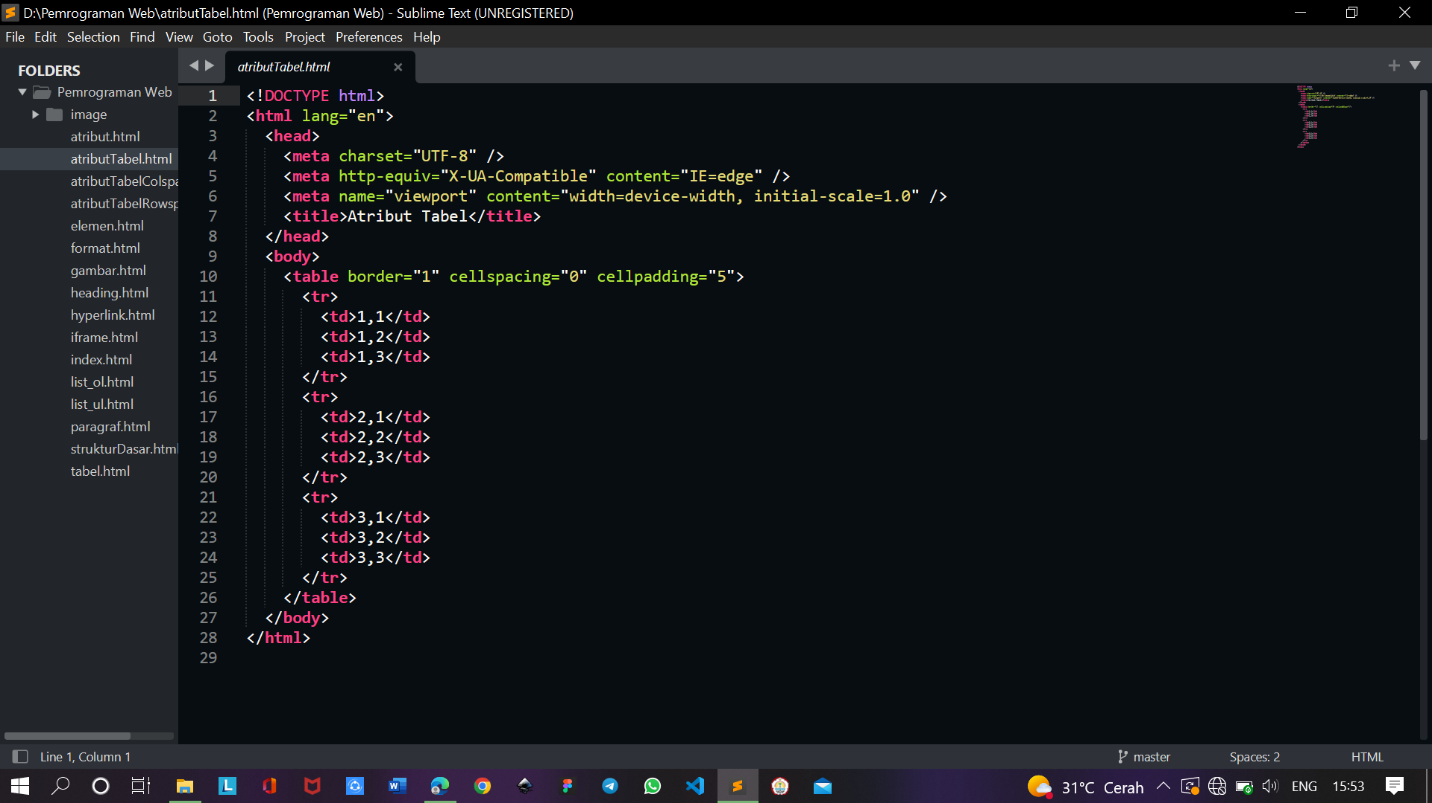 D:\Pemrograman Web\atributTabel.html (Pemrograman Web) - Sublime Text (UNREGISTERED)
File Edit Selection Find View Goto Tools Project Preferences Help
FOLDERS
Pemrograman Web
image
atribut.html
atributTabel.html
atributTabelColspa
atributTabelRowsp
elemen.html
format.html
gambar.html
heading.html
hyperlink.html
iframe.html
index.html
list_ol.html
list_ul.html
paragraf.html
strukturDasar.html
tabel.html
atributTabel.html
1 <!DOCTYPE html>
2 <html lang="en">
3 <head>
4 <meta charset="UTF-8" />
5 <meta http-equiv="X-UA-Compatible" content="IE=edge" />
6 <meta name="viewport" content="width=device-width, initial-scale=1.0" />
7 <title>Atribut Tabel</title>
8 </head>
9 <body>
10 <table border="1" cellspacing="0" cellpadding="5">
11 <tr>
12 <td>1,1</td>
13 <td>1,2</td>
14 <td>1,3</td>
15 </tr>
16 <tr>
17 <td>2,1</td>
18 <td>2,2</td>
19 <td>2,3</td>
20 </tr>
21 <tr>
22 <td>3,1</td>
23 <td>3,2</td>
24 <td>3,3</td>
25 </tr>
26 </table>
27 </body>
28 </html>
29
Line 1, Column 1 master Spaces: 2 HTML
31°C Cerah ENG 15:53